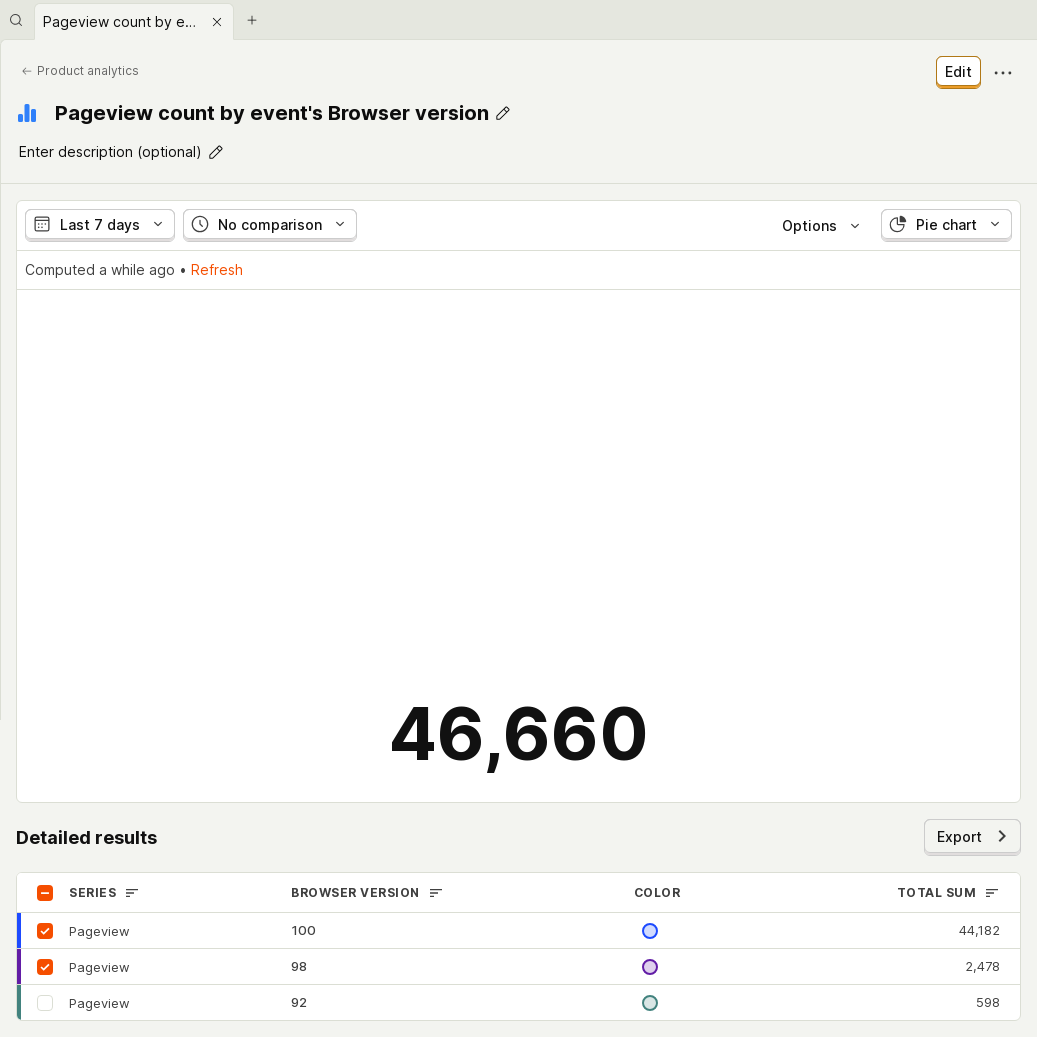 Pageview count by e...
Product analytics
Edit
Pageview count by event's Browser version
Enter description (optional)
Last 7 days
No comparison
Options
Pie chart
Computed a while ago • Refresh
46,660
Detailed results
Export
SERIES BROWSER VERSION COLOR TOTAL SUM
Pageview 100 44,182
Pageview 98 2,478
Pageview 92 598